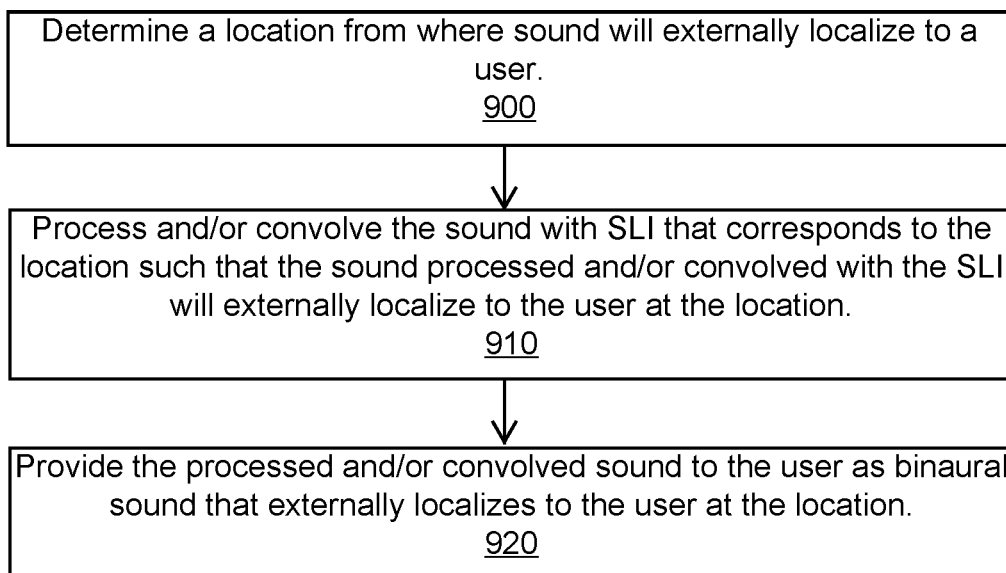 Determine a location from where sound will externally localize to a
user.
900
Process and/or convolve the sound with SLI that corresponds to the
location such that the sound processed and/or convolved with the SLI
will externally localize to the user at the location.
910
Provide the processed and/or convolved sound to the user as binaural
sound that externally localizes to the user at the location.
920